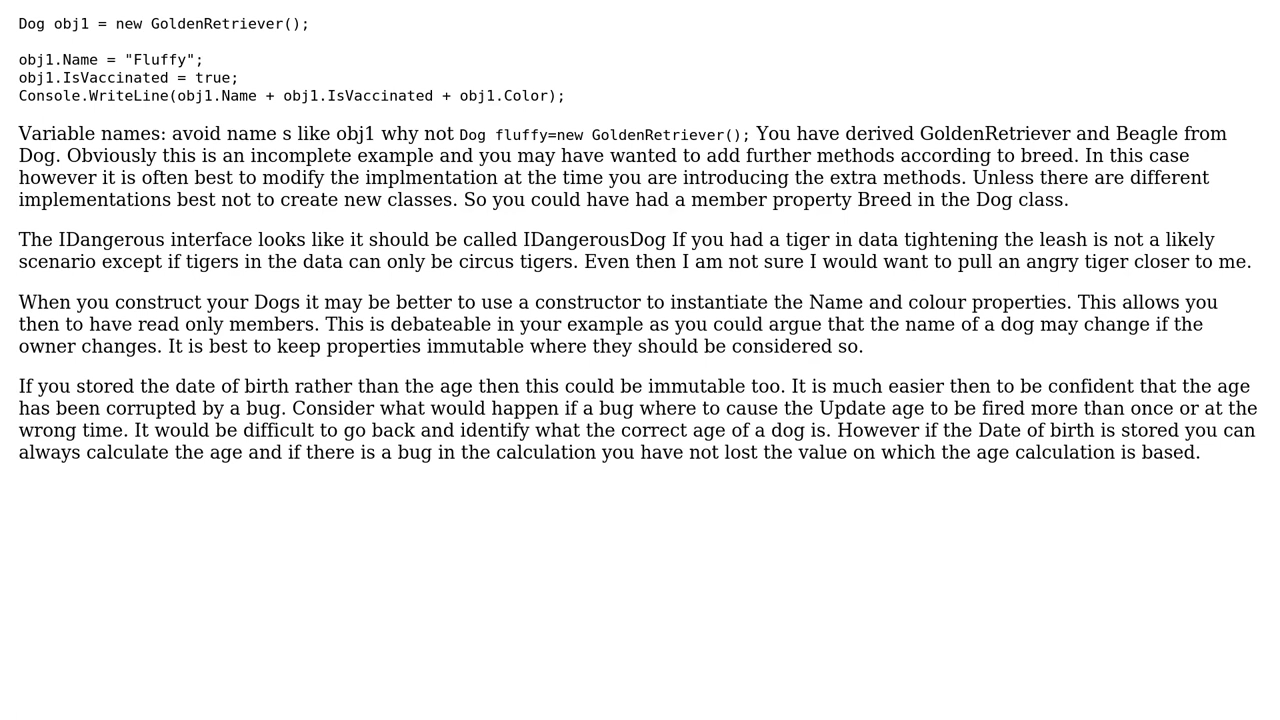 Dog obj1 = new GoldenRetriever();
obj1.Name = "Fluffy";
obj1.IsVaccinated = true;
Console.WriteLine(obj1.Name + obj1.IsVaccinated + obj1.Color);
Variable names: avoid name s like obj1 why not Dog fluffy=new GoldenRetriever(); You have derived GoldenRetriever and Beagle from
Dog. Obviously this is an incomplete example and you may have wanted to add further methods according to breed. In this case
however it is often best to modify the implmentation at the time you are introducing the extra methods. Unless there are different
implementations best not to create new classes. So you could have had a member property Breed in the Dog class.
The IDangerous interface looks like it should be called IDangerousDog If you had a tiger in data tightening the leash is not a likely
scenario except if tigers in the data can only be circus tigers. Even then I am not sure I would want to pull an angry tiger closer to me.
When you construct your Dogs it may be better to use a constructor to instantiate the Name and colour properties. This allows you
then to have read only members. This is debateable in your example as you could argue that the name of a dog may change if the
owner changes. It is best to keep properties immutable where they should be considered so.
If you stored the date of birth rather than the age then this could be immutable too. It is much easier then to be confident that the age
has been corrupted by a bug. Consider what would happen if a bug where to cause the Update age to be fired more than once or at the
wrong time. It would be difficult to go back and identify what the correct age of a dog is. However if the Date of birth is stored you can
always calculate the age and if there is a bug in the calculation you have not lost the value on which the age calculation is based.